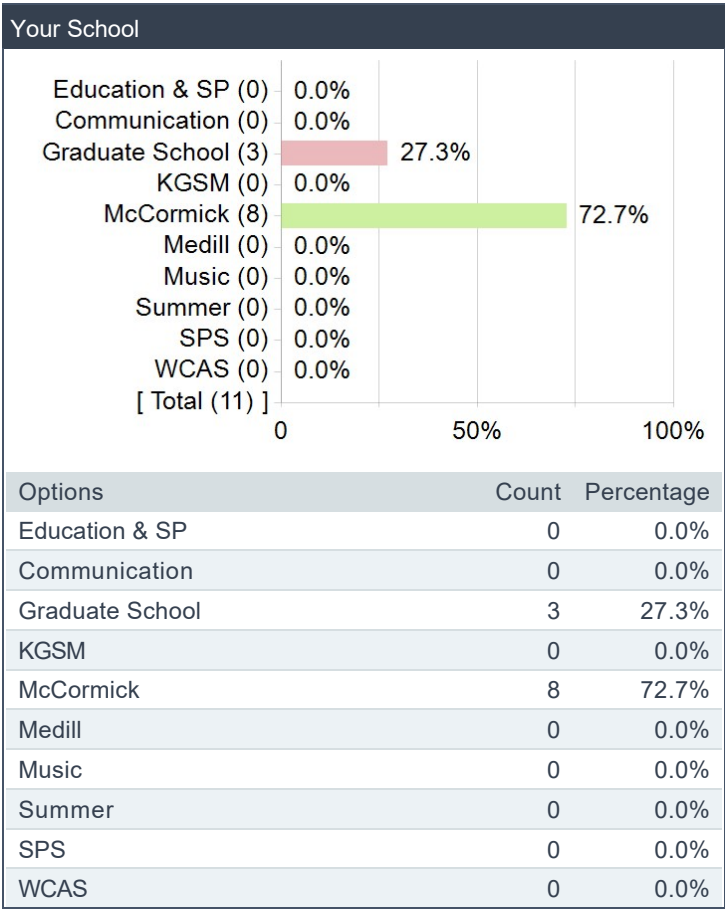 Your School
Education & SP (0) 0.0%
Communication (0) 0.0%
Graduate School (3) 27.3%
KGSM (0) 0.0%
McCormick (8) 72.7%
Medill (0) 0.0%
Music (0) 0.0%
Summer (0) 0.0%
SPS (0) 0.0%
WCAS (0) 0.0%
[ Total (11) ]
0 50% 100%
Options Count Percentage
Education & SP 0 0.0%
Communication 0 0.0%
Graduate School 3 27.3%
KGSM 0 0.0%
McCormick 8 72.7%
Medill 0 0.0%
Music 0 0.0%
Summer 0 0.0%
SPS 0 0.0%
WCAS 0 0.0%